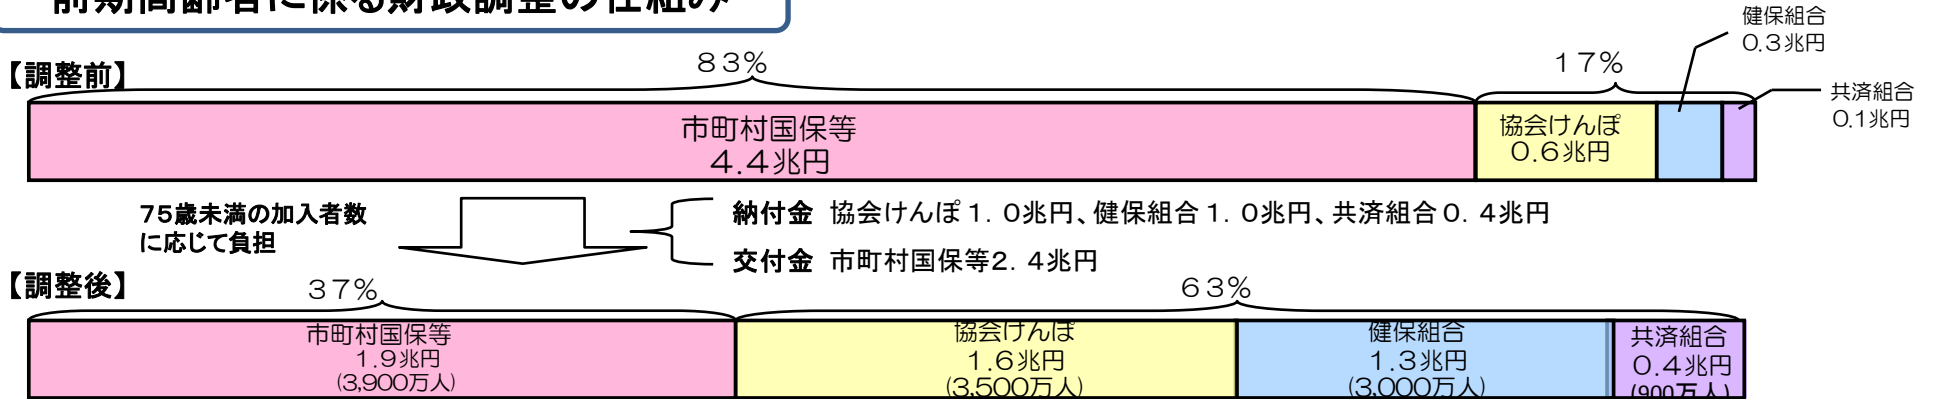 前期高齢者に係る財政調整の仕組み
健保組合
0.3兆円
【調整前】
83%
17%
共済組合
0.1兆円
市町村国保等
4.4兆円
協会けんぽ
0.6兆円
75歳未満の加入者数
に応じて負担
納付金 協会けんぽ1.0兆円、健保組合1.0兆円、共済組合0.4兆円
交付金 市町村国保等2.4兆円
【調整後】
37%
63%
市町村国保等
1.9兆円
(3,900万人)
協会けんぽ
1.6兆円
(3,500万人)
健保組合
1.3兆円
(3,000万人)
共済組合
0.4兆円
(900万人)